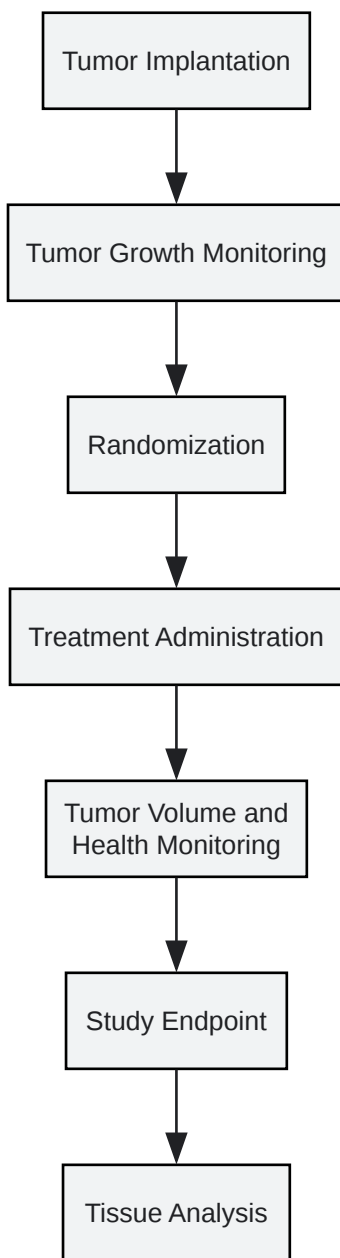 Tumor Implantation
Tumor Growth Monitoring
Randomization
Treatment Administration
Tumor Volume and
Health Monitoring
Study Endpoint
Tissue Analysis